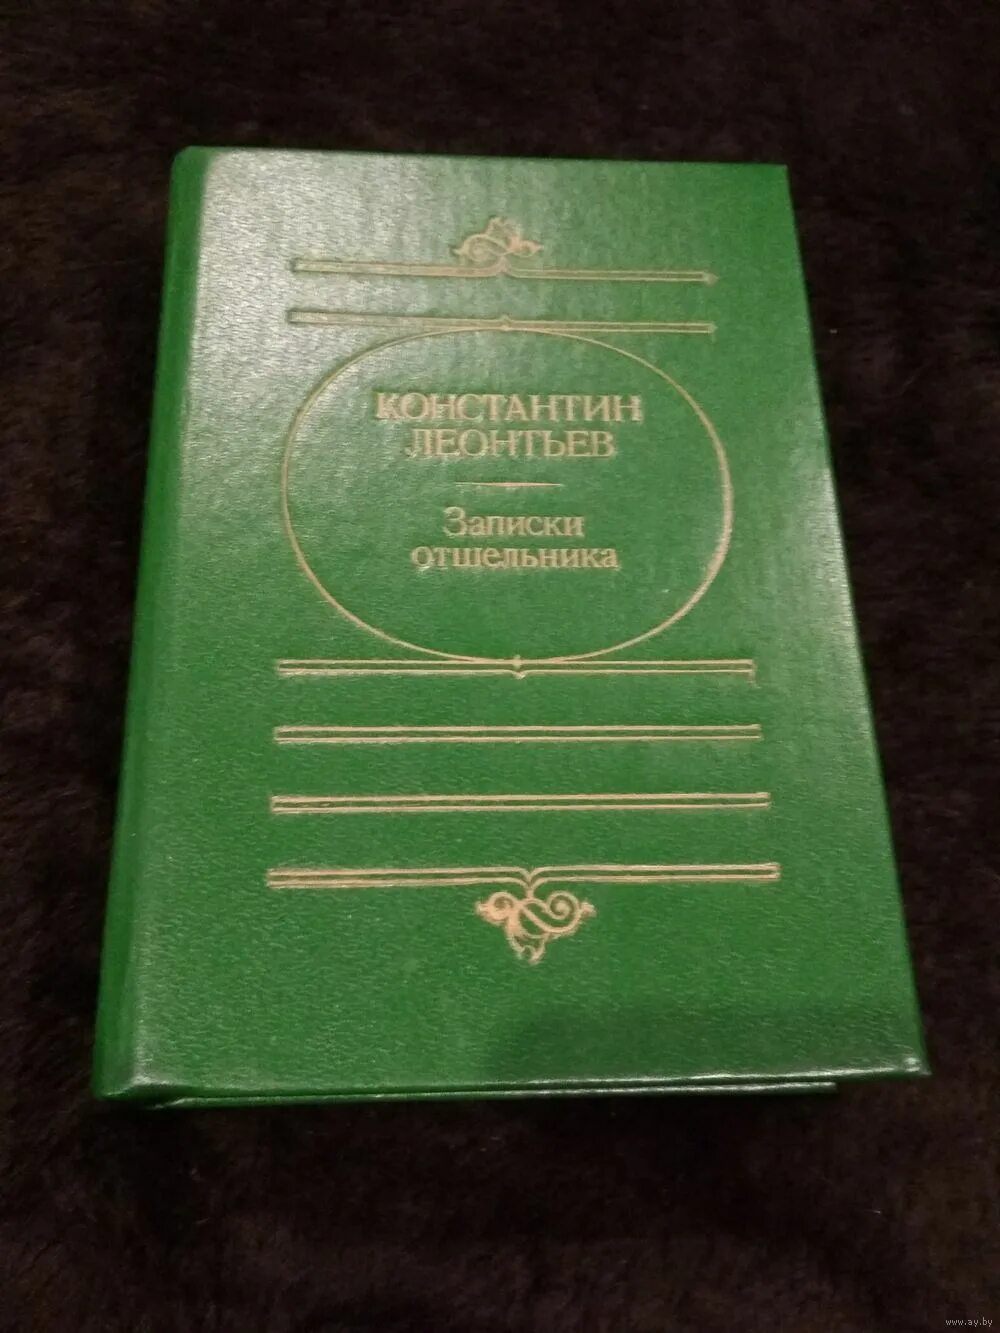 КОНСТАНТИН
ЛЕОНТЬЕВ
Записки
отшельника
www.ay.by